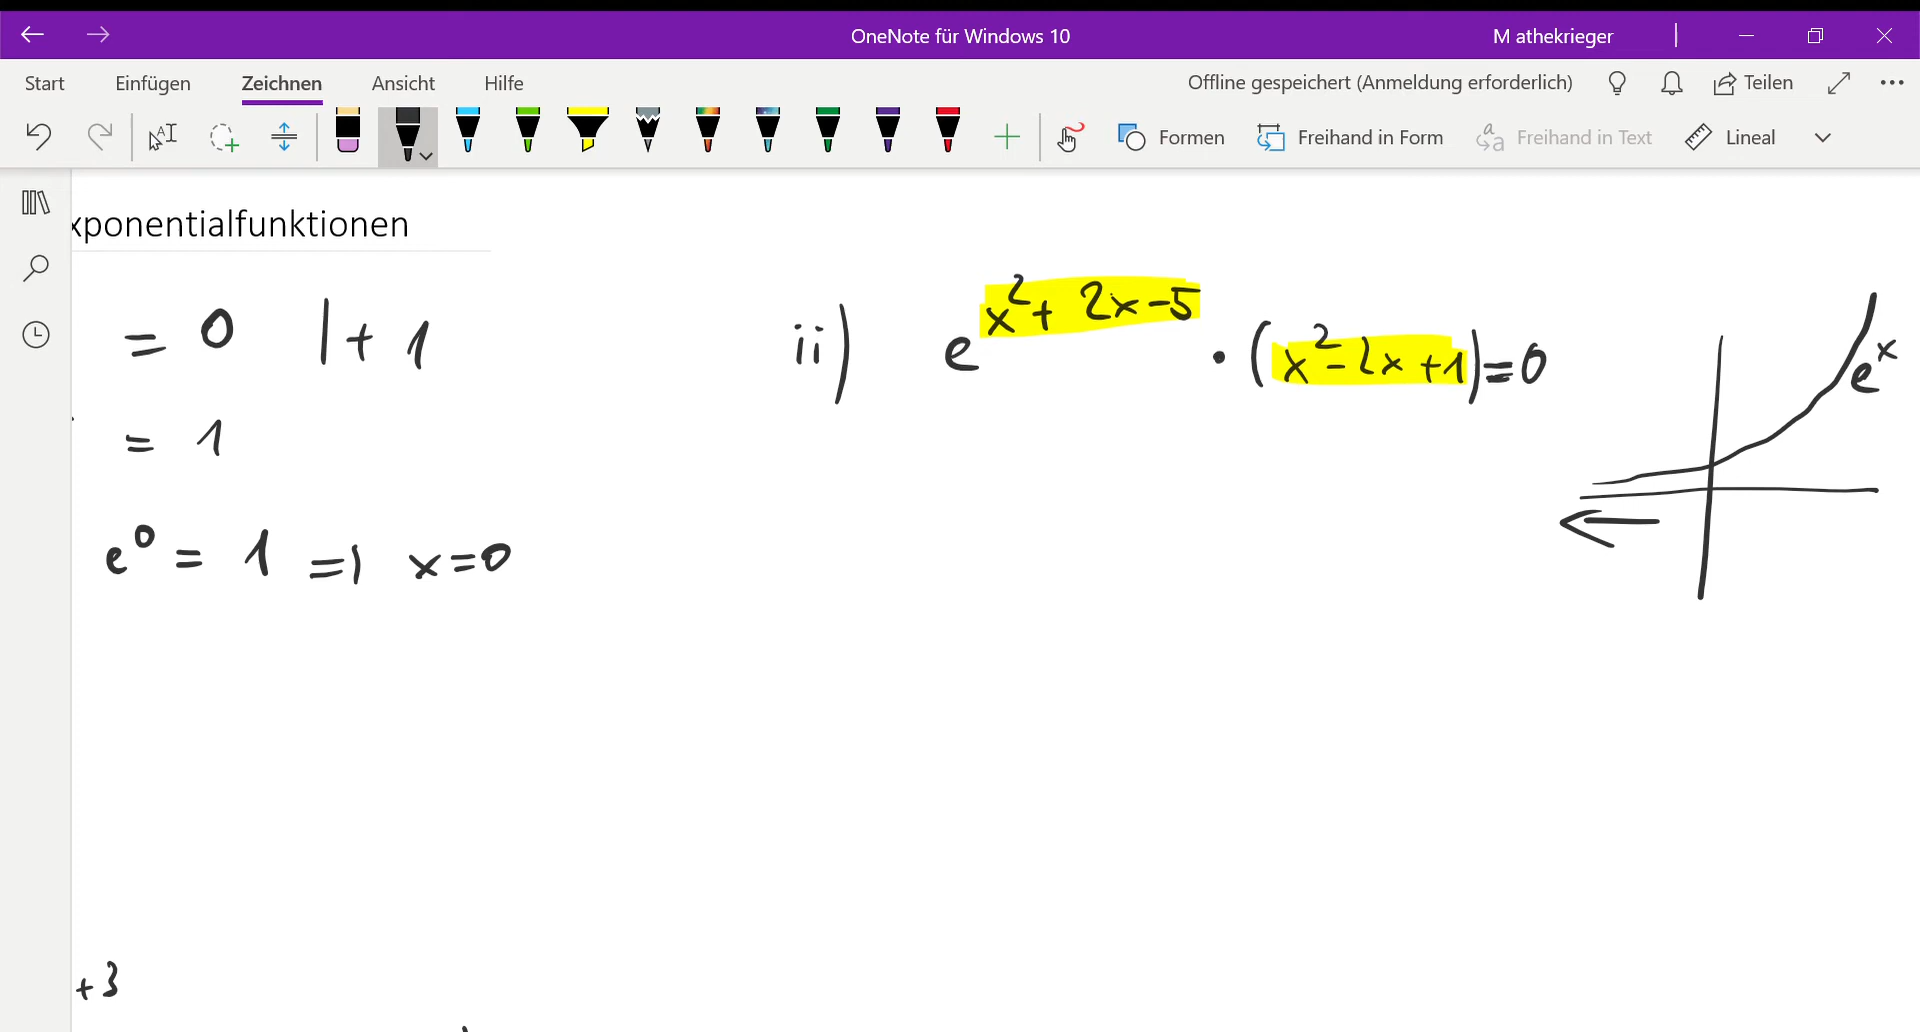 OneNote für Windows 10
M athekrieger
Start Einfügen Zeichnen Ansicht Hilfe
Offline gespeichert (Anmeldung erforderlich) Teilen
Formen Freihand in Form Freihand in Text Lineal
xponentialfunktionen
= 0 | + 1
= 1
e⁰ = 1 => x = 0
+ 3
ii) e^(x² + 2x - 5) · (x² - 2x + 1) = 0
eˣ